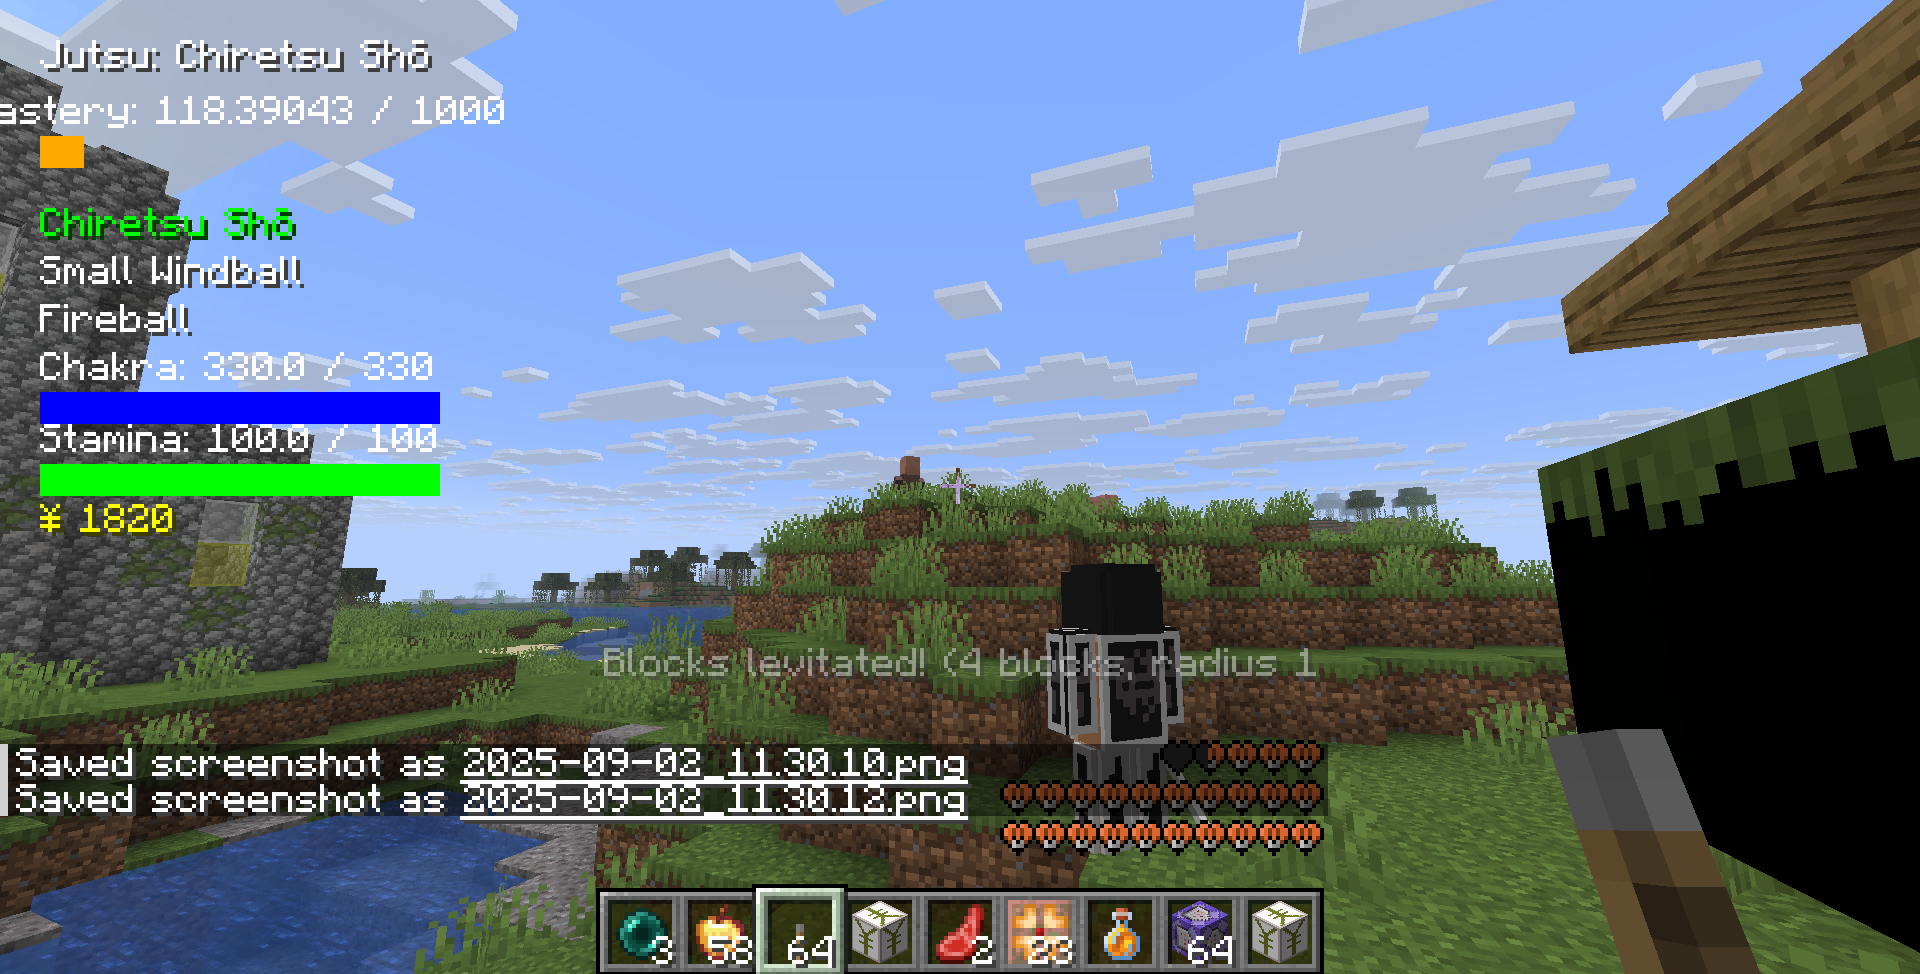 Jutsu: Chiretsu Shō
astery: 118.39043 / 1000
Chiretsu Shō
Small Windball
Fireball
Chakra: 330.0 / 330
Stamina: 100.0 / 100
¥ 1820
Blocks levitated! (4 blocks, radius 1
Saved screenshot as 2025-09-02_11.30.10.png
Saved screenshot as 2025-09-02_11.30.12.png
3 58 64 2 28 64